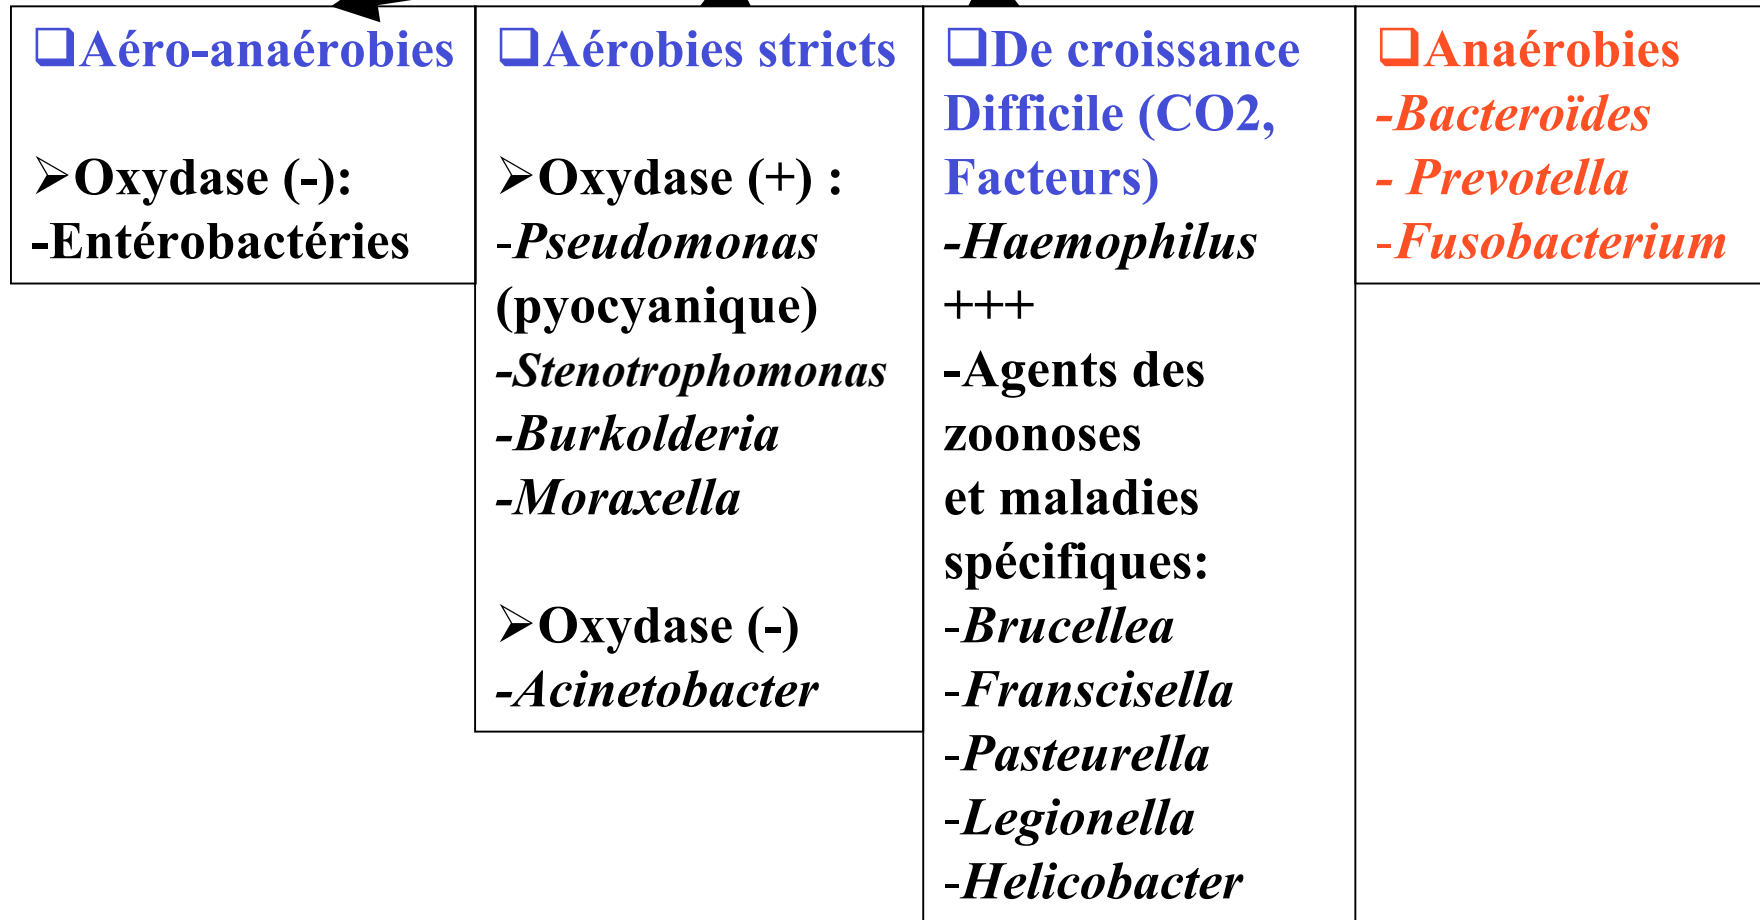 ❑Aéro-anaérobies
➢Oxydase (-):
-Entérobactéries
❑Aérobies stricts
➢Oxydase (+) :
-Pseudomonas
(pyocyanique)
-Stenotrophomonas
-Burkolderia
-Moraxella
➢Oxydase (-)
-Acinetobacter
❑De croissance
Difficile (CO2,
Facteurs)
-Haemophilus
+++
-Agents des
zoonoses
et maladies
spécifiques:
-Brucellea
-Franscisella
-Pasteurella
-Legionella
-Helicobacter
❑Anaérobies
-Bacteroïdes
- Prevotella
-Fusobacterium